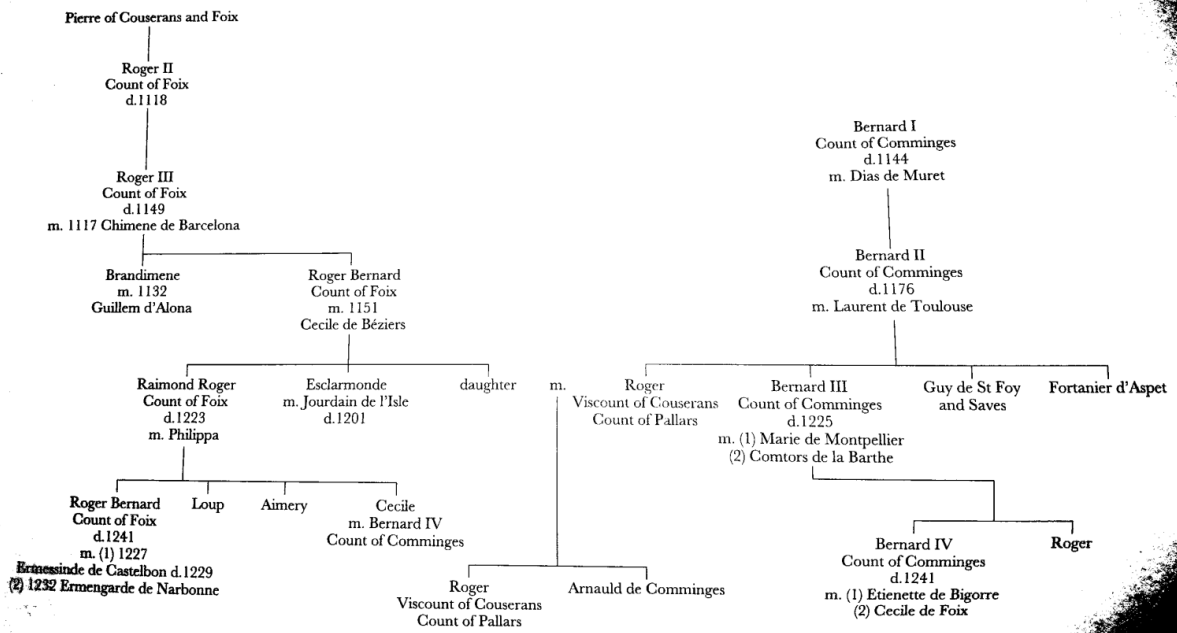 Pierre of Couserans and Foix
Roger II
Count of Foix
d.1118
Roger III
Count of Foix
d.1149
m. 1117 Chimene de Barcelona
Brandimene
m. 1132
Guillem d'Alona
Roger Bernard
Count of Foix
m. 1151
Cecile de Béziers
Raimond Roger
Count of Foix
d.1223
m. Philippa
Esclarmonde
m. Jourdain de l'Isle
d.1201
daughter
m.
Roger Bernard
Count of Foix
d.1241
m. (1) 1227
Ermessinde de Castelbon d.1229
(2) 1232 Ermengarde de Narbonne
Loup
Aimery
Cecile
m. Bernard IV
Count of Comminges
Bernard I
Count of Comminges
d.1144
m. Dias de Muret
Bernard II
Count of Comminges
d.1176
m. Laurent de Toulouse
Roger
Viscount of Couserans
Count of Pallars
Bernard III
Count of Comminges
d.1225
m. (1) Marie de Montpellier
(2) Comtors de la Barthe
Guy de St Foy
and Saves
Fortanier d'Aspet
Roger
Viscount of Couserans
Count of Pallars
Arnauld de Comminges
Bernard IV
Count of Comminges
d.1241
m. (1) Etienette de Bigorre
(2) Cecile de Foix
Roger